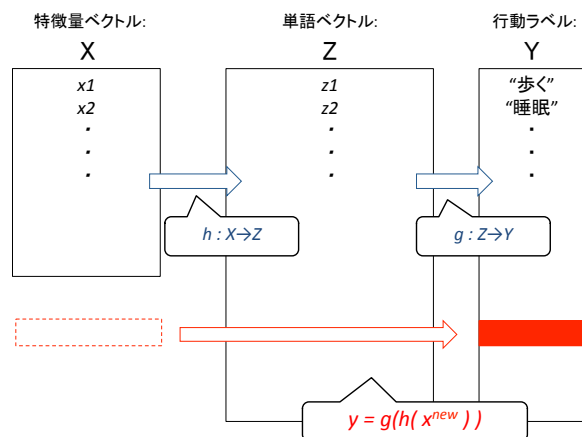 特徴量ベクトル:
X
単語ベクトル:
Z
行動ラベル:
Y
x1
x2
・
・
・
z1
z2
・
・
・
“歩く”
“睡眠”
・
・
・
h : X→Z
g : Z→Y
y = g(h( x^new ) )